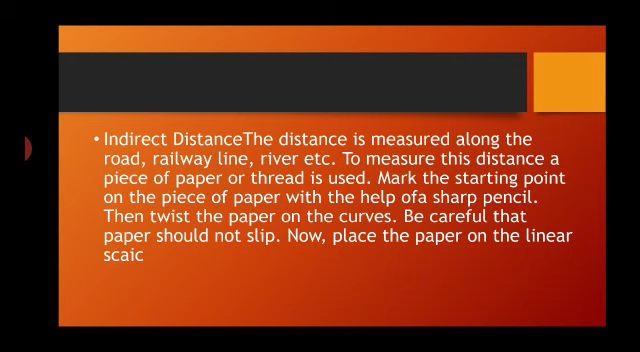 • Indirect DistanceThe distance is measured along the
road, railway line, river etc. To measure this distance a
piece of paper or thread is used. Mark the starting point
on the piece of paper with the help ofa sharp pencil.
Then twist the paper on the curves. Be careful that
paper should not slip. Now, place the paper on the linear
scaic